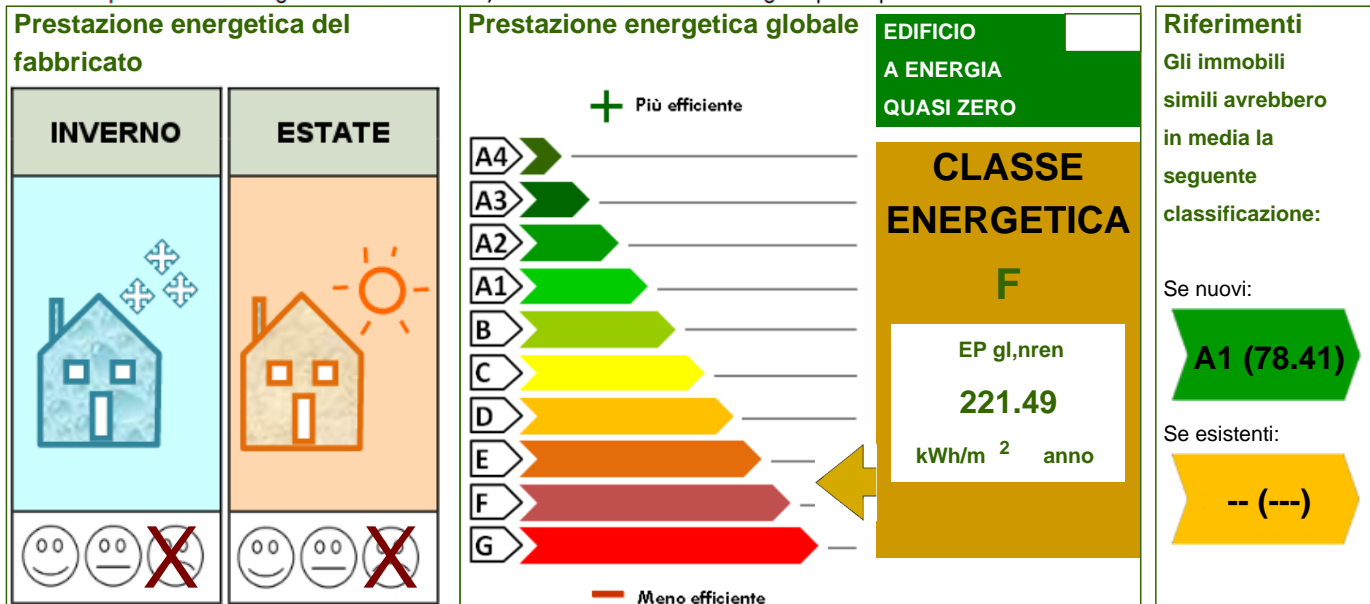 Prestazione energetica del
fabbricato
INVERNO
ESTATE
X
X
Prestazione energetica globale
+ Più efficiente
A4
A3
A2
A1
B
C
D
E
F
G
Meno efficiente
EDIFICIO
A ENERGIA
QUASI ZERO
CLASSE
ENERGETICA
F
EP gl,nren
221.49
kWh/m 2 anno
Riferimenti
Gli immobili
simili avrebbero
in media la
seguente
classificazione:
Se nuovi:
A1 (78.41)
Se esistenti:
-- (---)